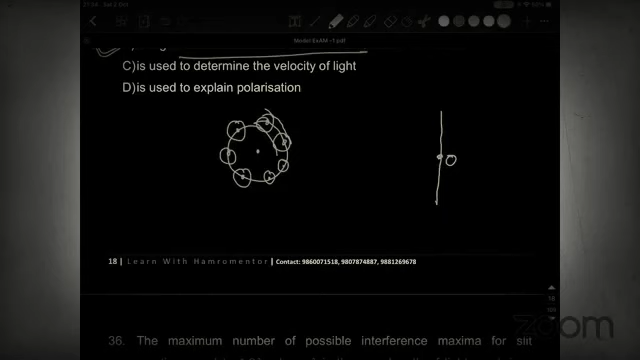 Model ExAM -1.pdf
C)is used to determine the velocity of light
D)is used to explain polarisation
18 | Learn With Hamromentor | Contact: 9860071518, 9807874887, 9881269678
36. The maximum number of possible interference maxima for slit
zoom